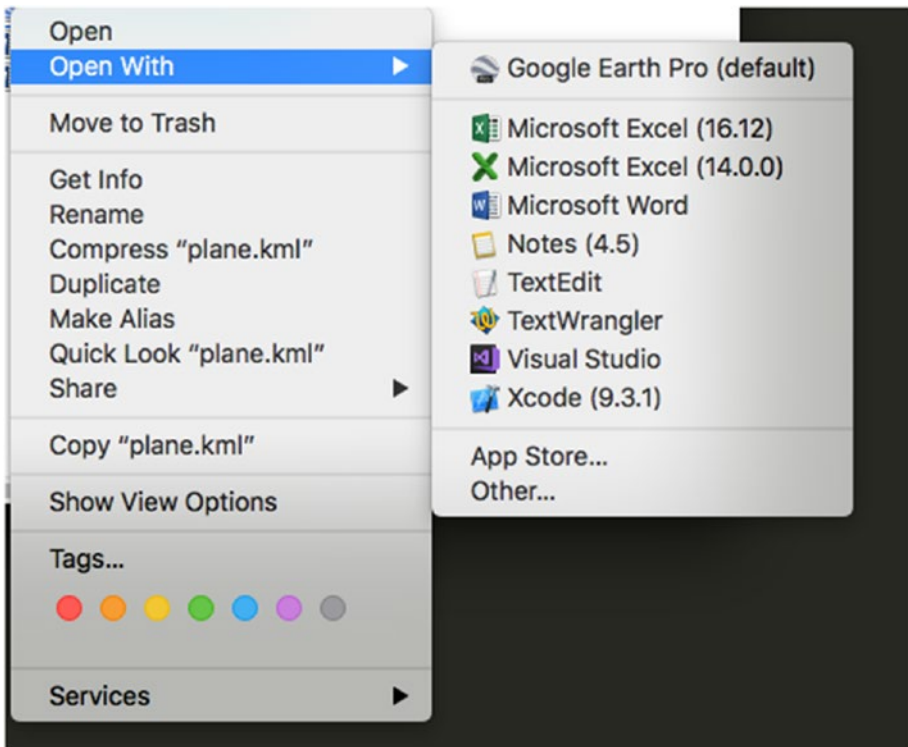 Open
Open With
Move to Trash
Get Info
Rename
Compress “plane.kml”
Duplicate
Make Alias
Quick Look “plane.kml”
Share
Copy “plane.kml”
Show View Options
Tags...
Services
Google Earth Pro (default)
Microsoft Excel (16.12)
Microsoft Excel (14.0.0)
Microsoft Word
Notes (4.5)
TextEdit
TextWrangler
Visual Studio
Xcode (9.3.1)
App Store...
Other...